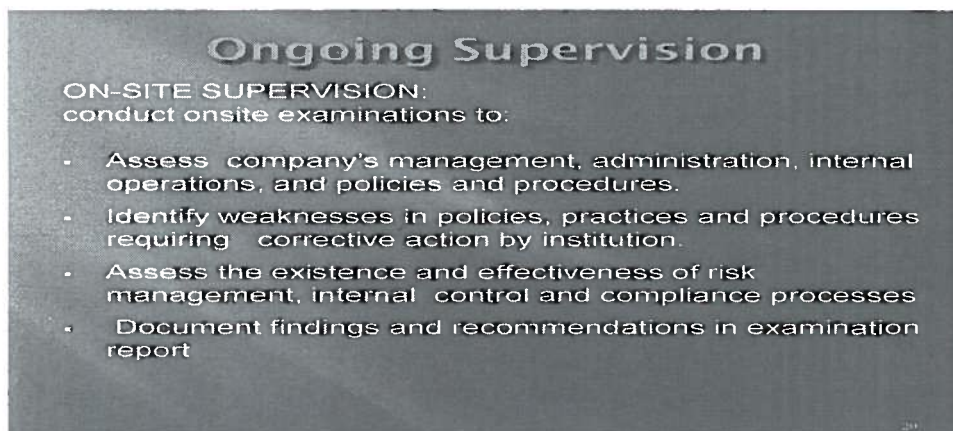 Ongoing Supervision
ON-SITE SUPERVISION:
conduct onsite examinations to:
- Assess company's management, administration, internal
operations, and policies and procedures.
- Identify weaknesses in policies, practices and procedures
requiring corrective action by institution.
- Assess the existence and effectiveness of risk
management, internal control and compliance processes
- Document findings and recommendations in examination
report